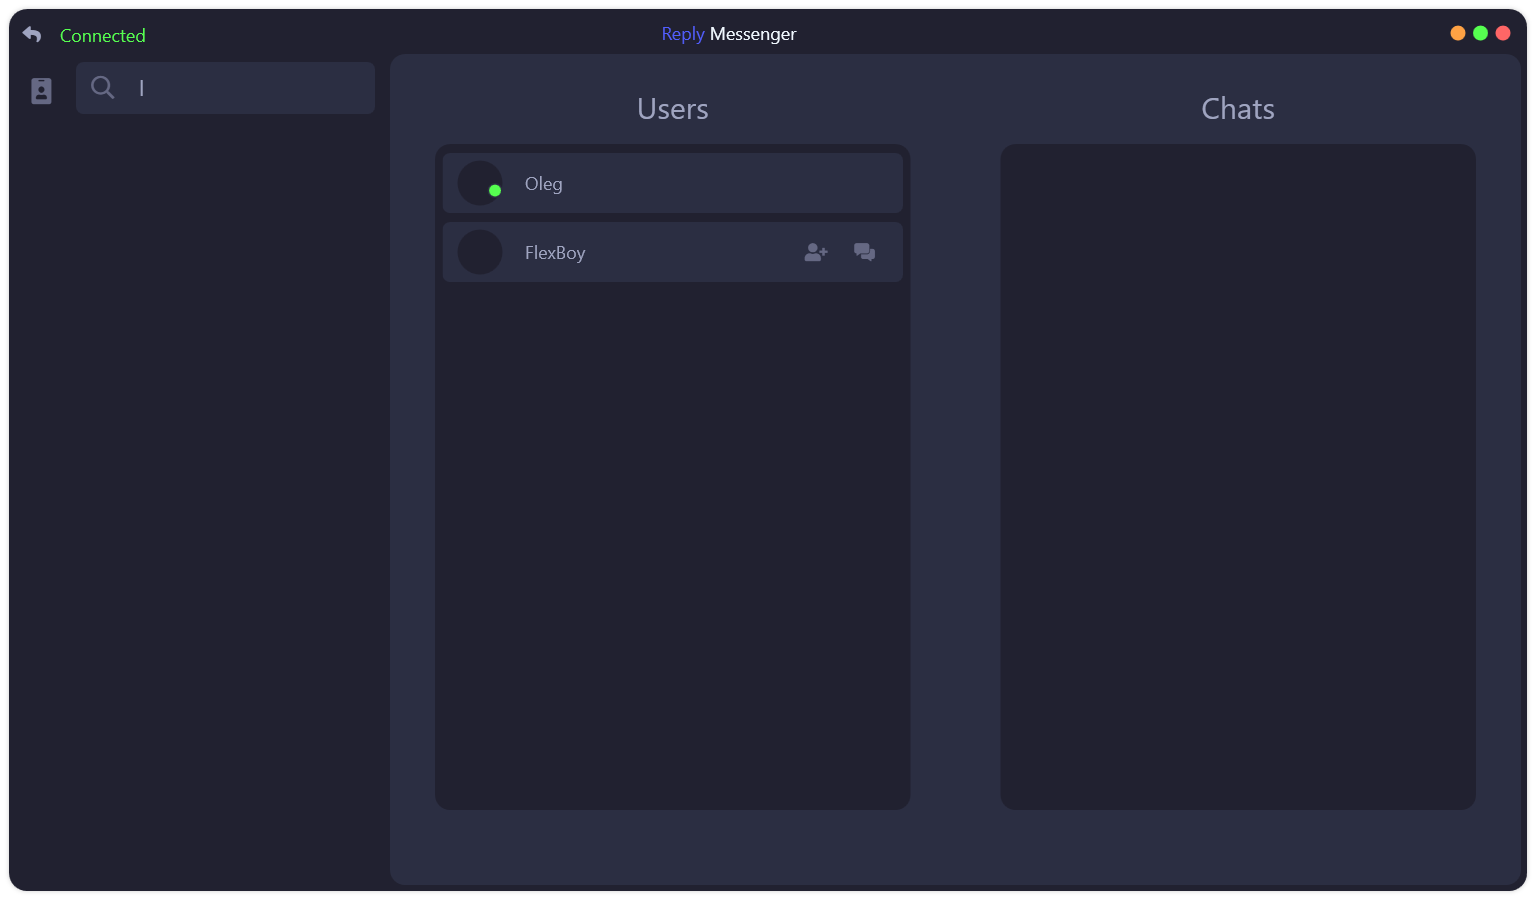 Connected
Reply Messenger
Users
Chats
Oleg
FlexBoy